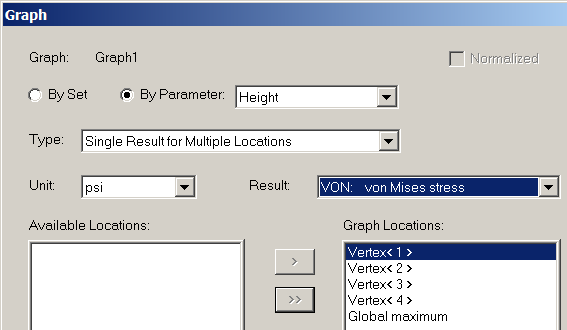 Graph
Graph: Graph1 Normalized
By Set By Parameter: Height
Type: Single Result for Multiple Locations
Unit: psi Result: VON: von Mises stress
Available Locations: Graph Locations:
Vertex< 1 >
> Vertex< 2 >
Vertex< 3 >
>> Vertex< 4 >
Global maximum